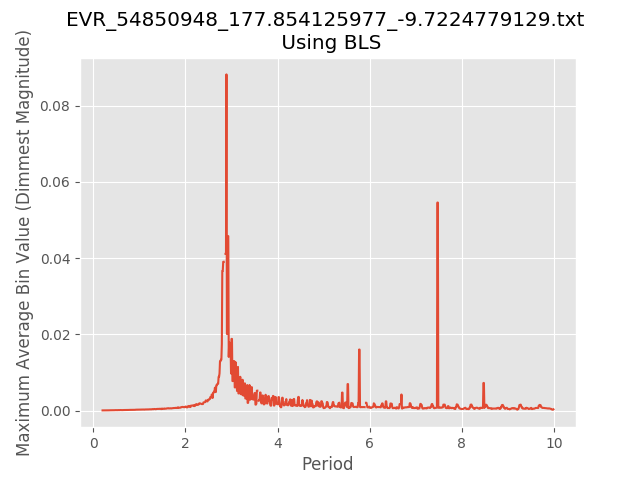 EVR_54850948_177.854125977_-9.7224779129.txt
Using BLS
Maximum Average Bin Value (Dimmest Magnitude)
0.08
0.06
0.04
0.02
0.00
0
2
4
6
8
10
Period